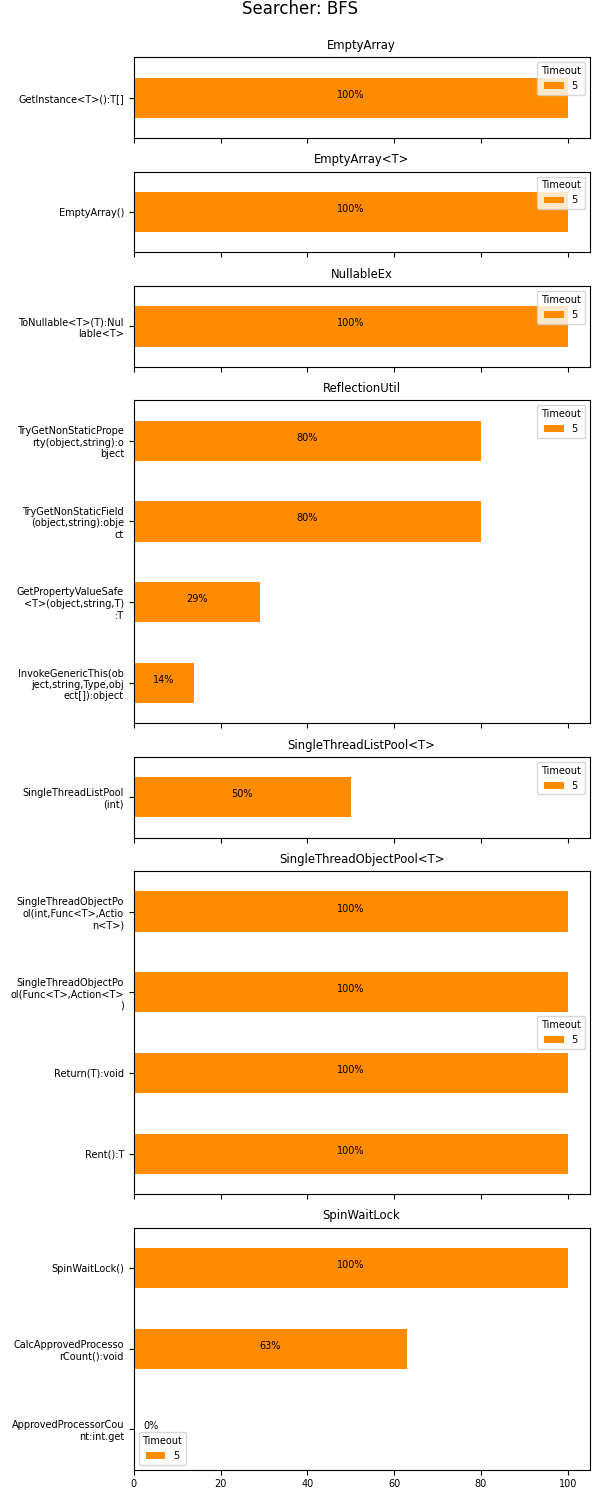 Searcher: BFS
EmptyArray
GetInstance<T>():T[]
100%
Timeout
5
EmptyArray<T>
EmptyArray()
100%
Timeout
5
NullableEx
ToNullable<T>(T):Nul
lable<T>
100%
Timeout
5
ReflectionUtil
TryGetNonStaticPrope
rty(object,string):o
bject
80%
Timeout
5
TryGetNonStaticField
(object,string):obje
ct
80%
GetPropertyValueSafe
<T>(object,string,T)
:T
29%
InvokeGenericThis(ob
ject,string,Type,obj
ect[]):object
14%
SingleThreadListPool<T>
SingleThreadListPool
(int)
50%
Timeout
5
SingleThreadObjectPool<T>
SingleThreadObjectPo
ol(int,Func<T>,Actio
n<T>)
100%
SingleThreadObjectPo
ol(Func<T>,Action<T>
)
100%
Timeout
5
Return(T):void
100%
Rent():T
100%
SpinWaitLock
SpinWaitLock()
100%
CalcApprovedProcesso
rCount():void
63%
ApprovedProcessorCou
nt:int.get
0%
Timeout
5
0 20 40 60 80 100